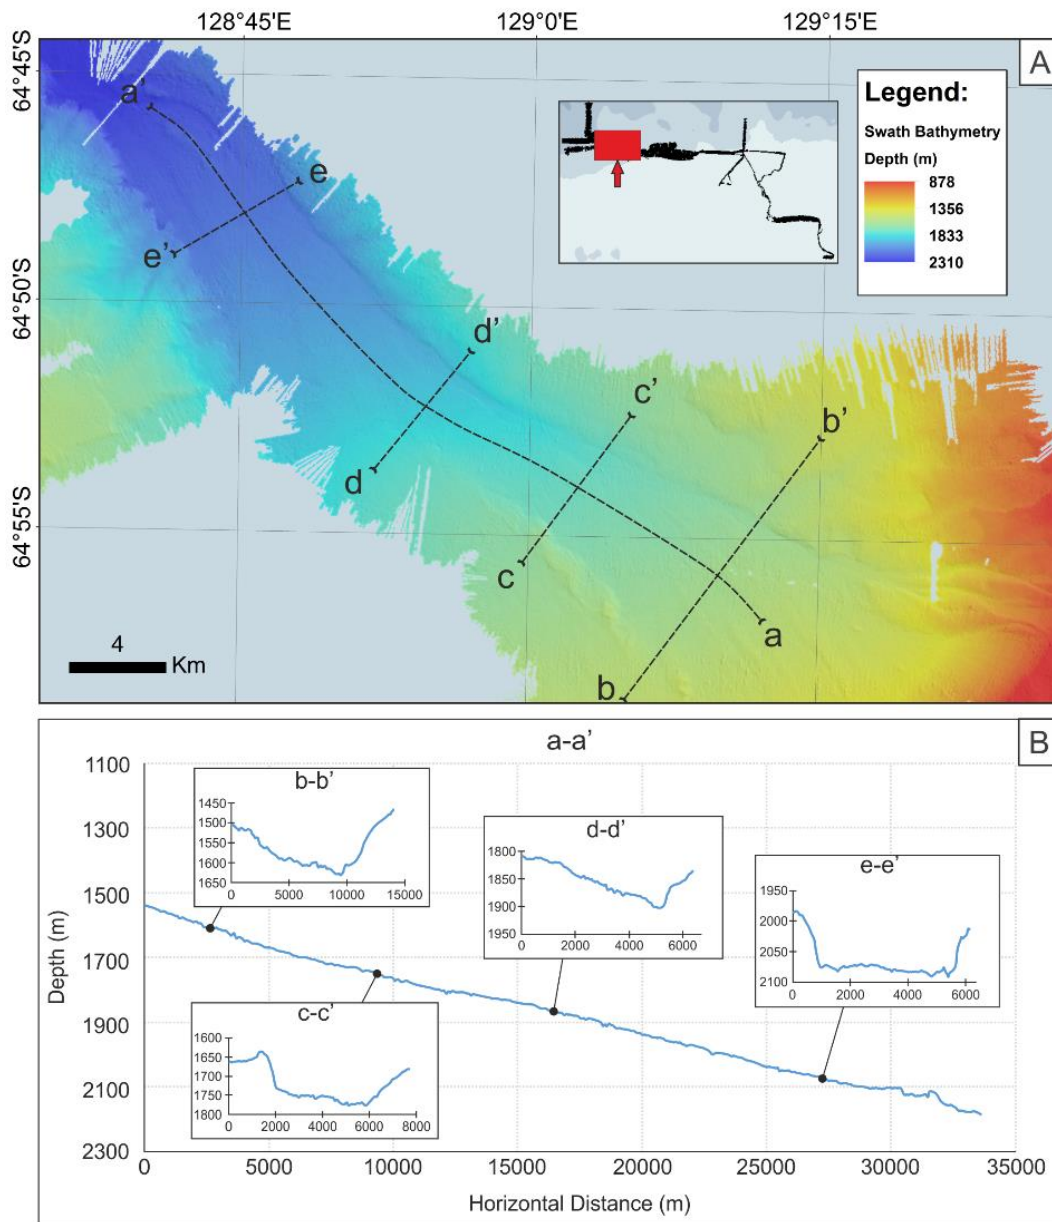 128°45'E 129°0'E 129°15'E
A
64°45'S
64°50'S
64°55'S
a'
e
e'
d'
d
c'
c
b'
b
a
Legend:
Swath Bathymetry
Depth (m)
878
1356
1833
2310
4
Km
B
a-a’
Depth (m)
1100
1300
1500
1700
1900
2100
2300
0 5000 10000 15000 20000 25000 30000 35000
Horizontal Distance (m)
b-b’
1450
1500
1550
1600
1650
0 5000 10000 15000
c-c’
1600
1650
1700
1750
1800
0 2000 4000 6000 8000
d-d’
1800
1850
1900
1950
0 2000 4000 6000
e-e’
1950
2000
2050
2100
0 2000 4000 6000